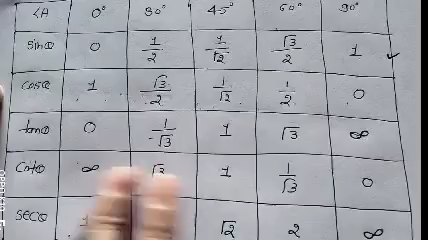 ∠A 0° 30° 45° 60° 90°
sinθ 0 1/2 1/√2 √3/2 1
cosθ 1 √3/2 1/√2 1/2 0
tanθ 0 1/√3 1 √3 ∞
cotθ ∞ √3 1 1/√3 0
secθ √2 2 ∞